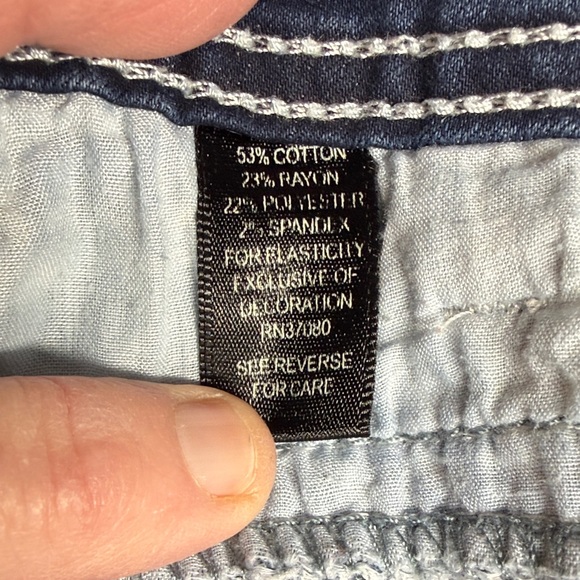 53% COTTON
23% RAYON
22% POLYESTER
2% SPANDEX
FOR ELASTICITY
EXCLUSIVE OF
DECORATION
RN37080
SEE REVERSE
FOR CARE